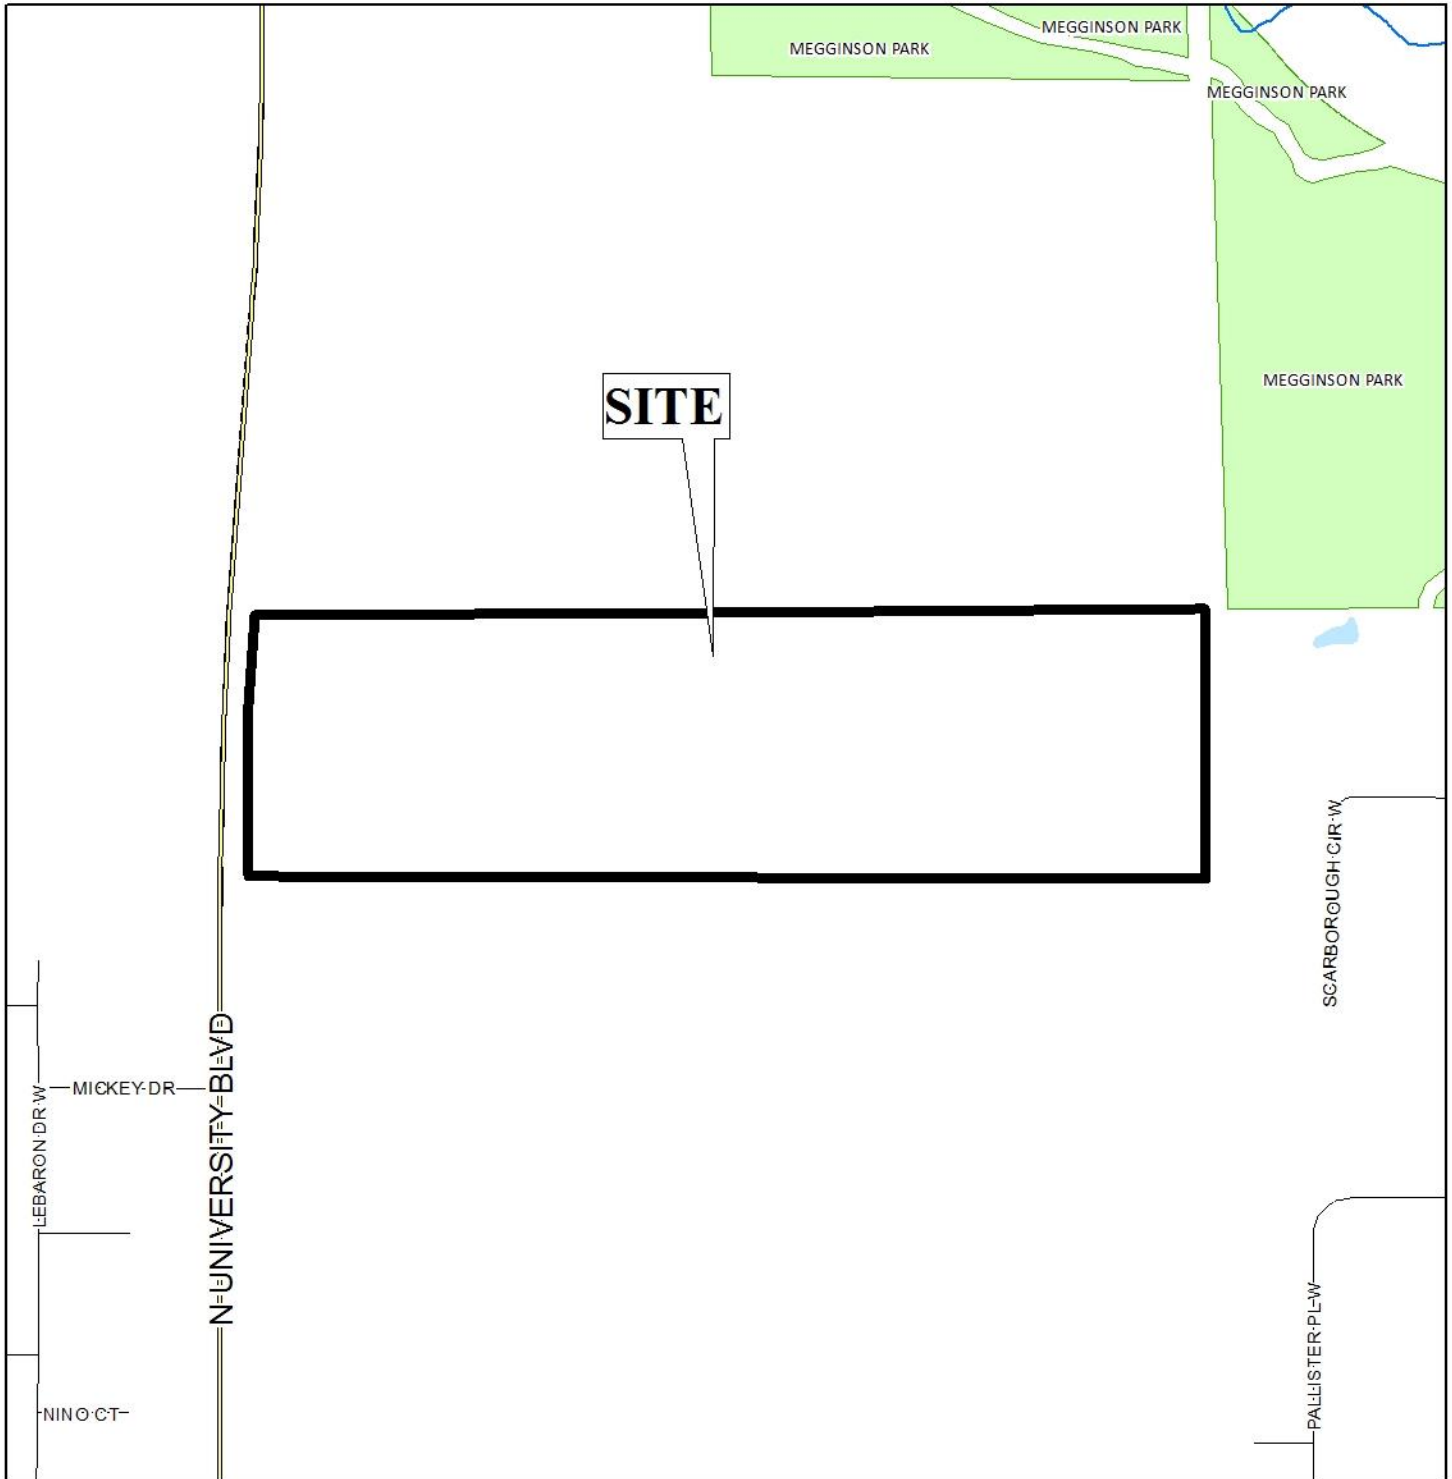 MEGGINSON PARK
MEGGINSON PARK
MEGGINSON PARK
MEGGINSON PARK
SITE
SCARBOROUGH CIR W
MICKEY DR
LEBARON DR W
N UNIVERSITY BLVD
PALLISTER PL W
NINO CT